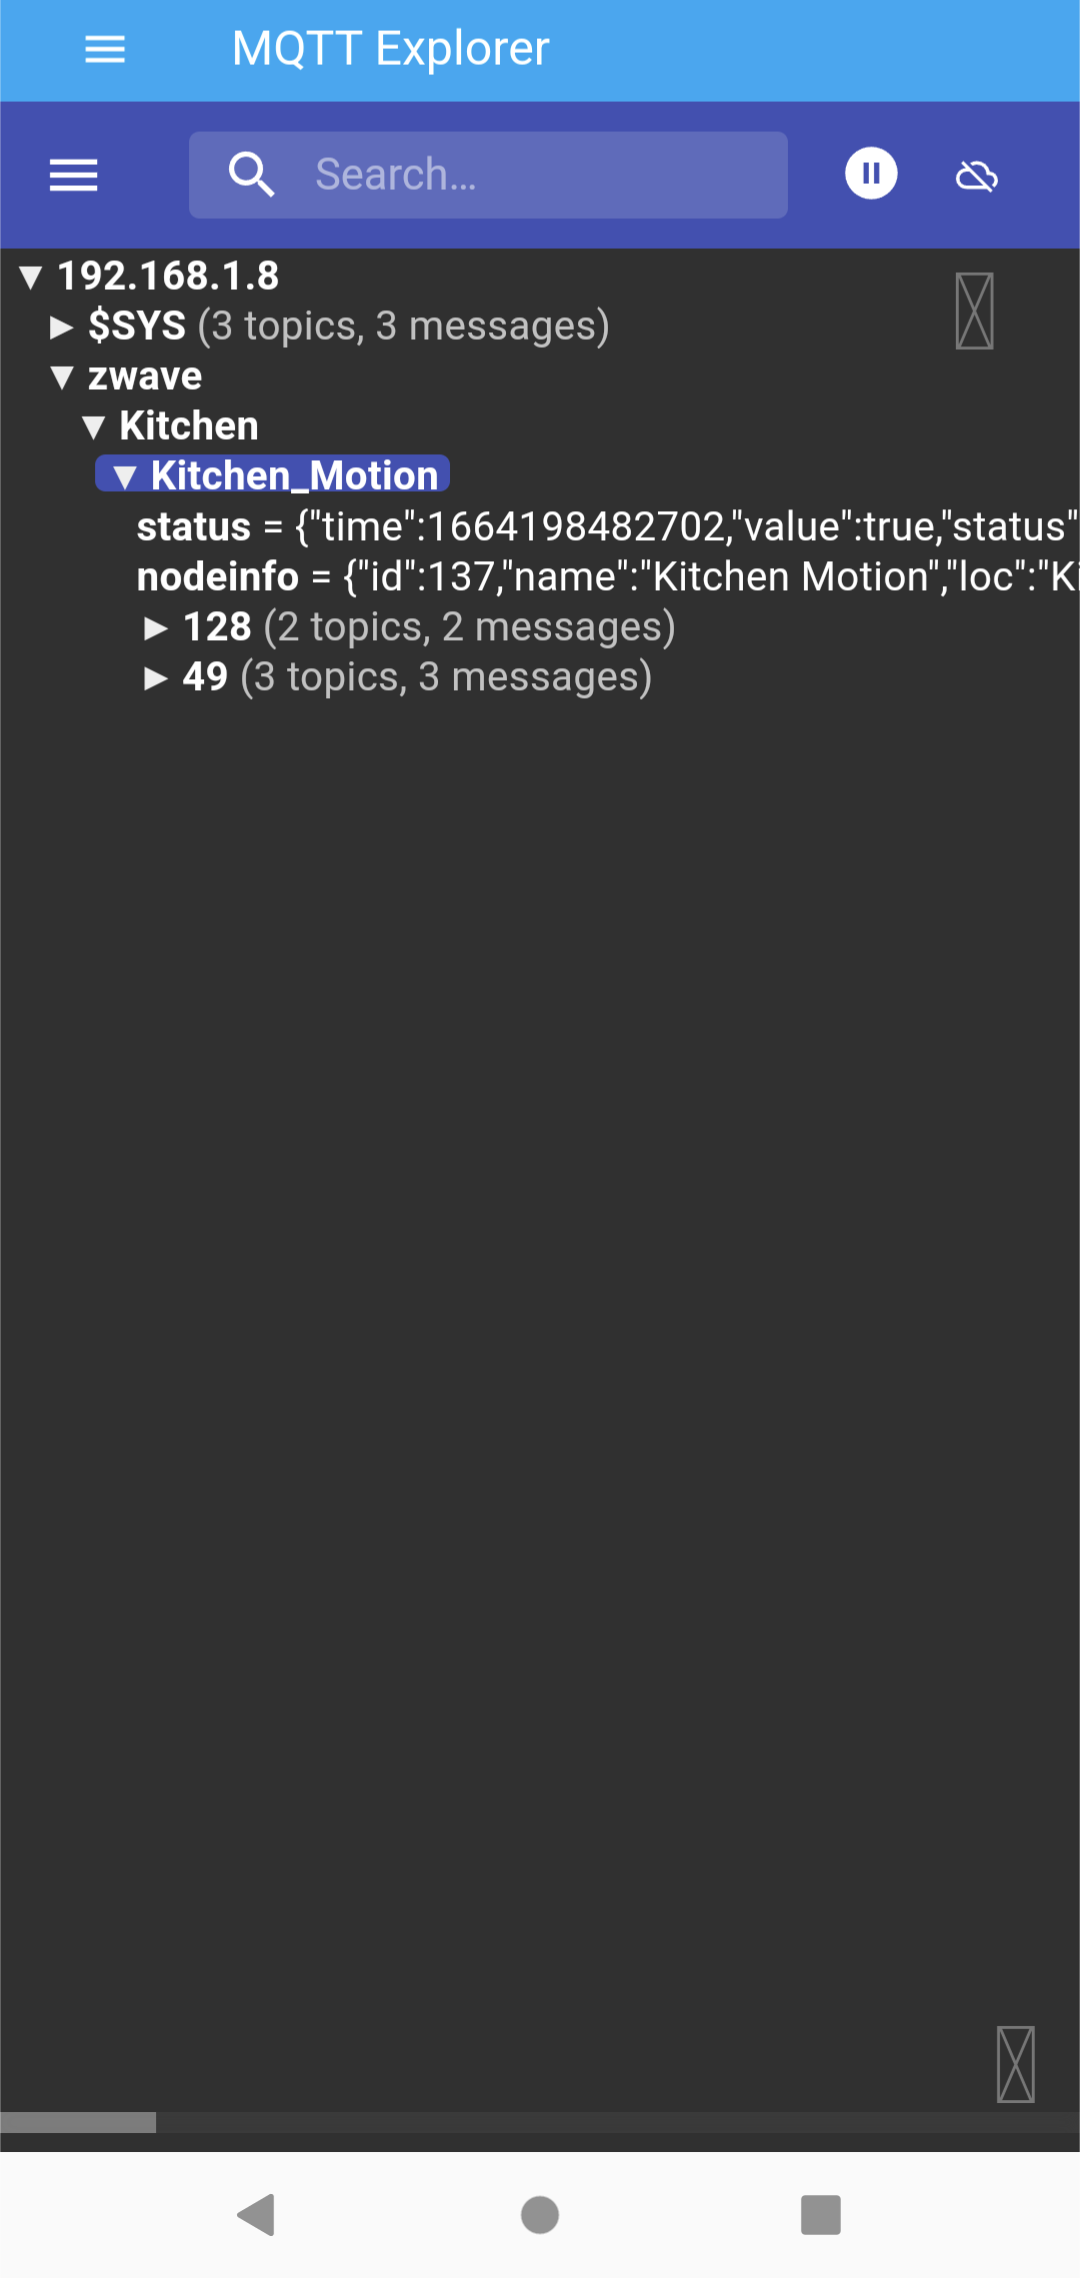 MQTT Explorer
Search...
▼ 192.168.1.8
▶ $SYS (3 topics, 3 messages)
▼ zwave
▼ Kitchen
▼ Kitchen_Motion
status = {"time":1664198482702,"value":true,"status"
nodeinfo = {"id":137,"name":"Kitchen Motion","loc":"Ki
▶ 128 (2 topics, 2 messages)
▶ 49 (3 topics, 3 messages)